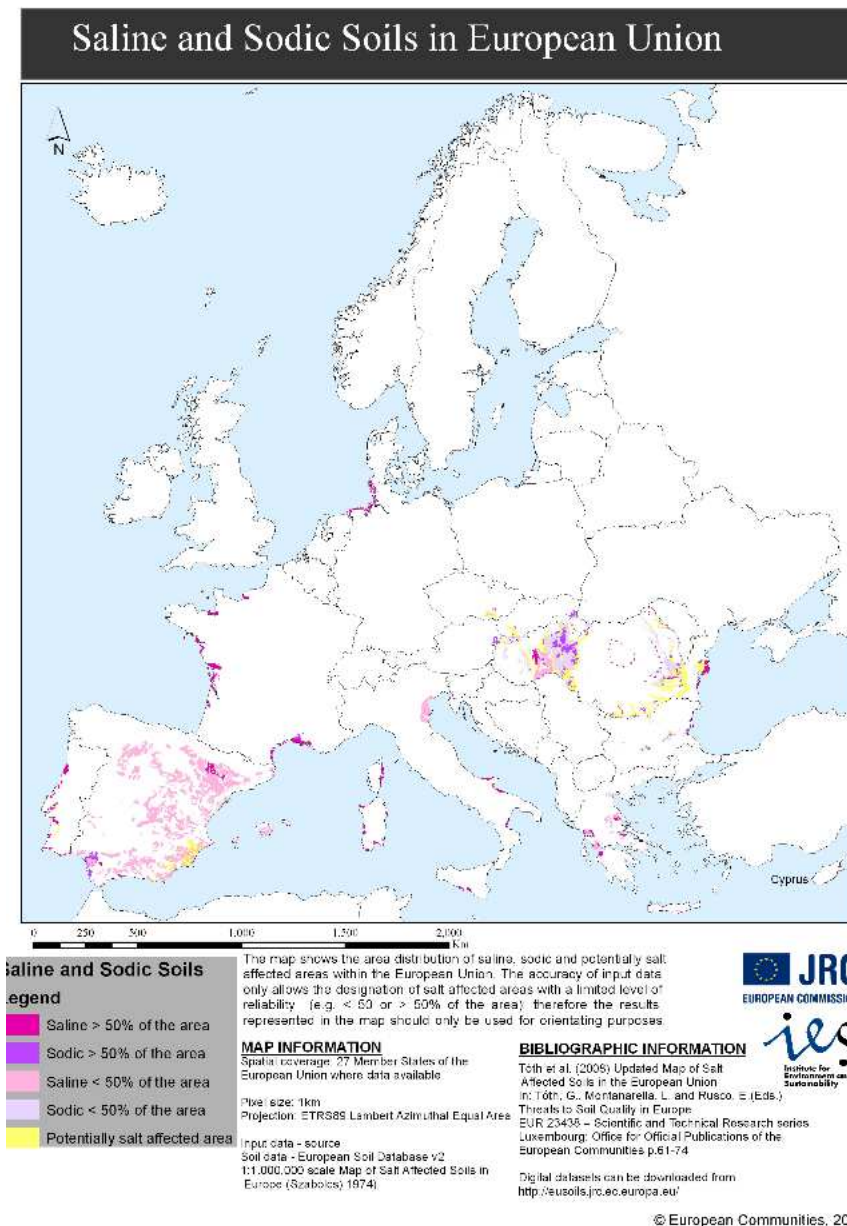 Saline and Sodic Soils in European Union
N
Cyprus
0 250 500 1,000 1,500 2,000
Km
Saline and Sodic Soils
Legend
Saline > 50% of the area
Sodic > 50% of the area
Saline < 50% of the area
Sodic < 50% of the area
Potentially salt affected area
The map shows the area distribution of saline, sodic and potentially salt
affected areas within the European Union. The accuracy of input data
only allows the designation of salt affected areas with a limited level of
reliability (e.g. < 50 or > 50% of the area) therefore the results
represented in the map should only be used for orientating purposes.
MAP INFORMATION
Spatial coverage: 27 Member States of the
European Union where data available
Pixel size: 1km
Projection: ETRS89 Lambert Azimuthal Equal Area
Input data - source
Soil data - European Soil Database v2
1:1.000,000 scale Map of Salt Affected Soils in
Europe (Szabolcs 1974)
BIBLIOGRAPHIC INFORMATION
Tóth et al. (2008) Updated Map of Salt
Affected Soils in the European Union
In: Tóth, G., Montanarella, L. and Rusco, E.(Eds.)
Threats to Soil Quality in Europe
EUR 23438 – Scientific and Technical Research series
Luxembourg: Office for Official Publications of the
European Communities p.61-74
Digital datasets can be downloaded from
http://eusoils.jrc.ec.europa.eu/
JRC
EUROPEAN COMMISSIO
ies
Institute for
Environment and
Sustainability
© European Communities, 20